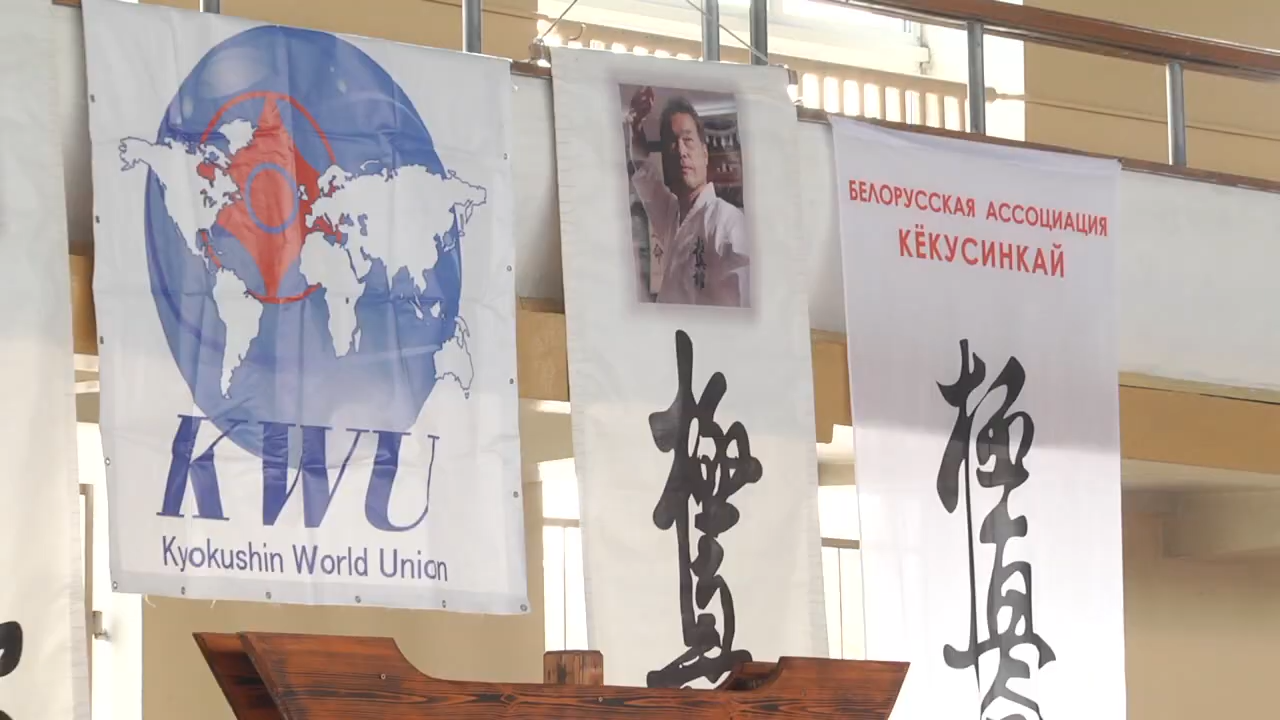 KWU
Kyokushin World Union
極
真
БЕЛОРУССКАЯ АССОЦИАЦИЯ
КЁКУСИНКАЙ
極
真